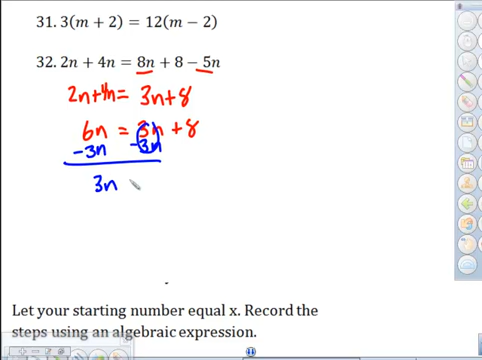 31. 3(m + 2) = 12(m − 2)
32. 2n + 4n = 8n + 8 − 5n
2n+4n = 3n+8
6n = 3n + 8
−3n −3n
3n
Let your starting number equal x. Record the
steps using an algebraic expression.